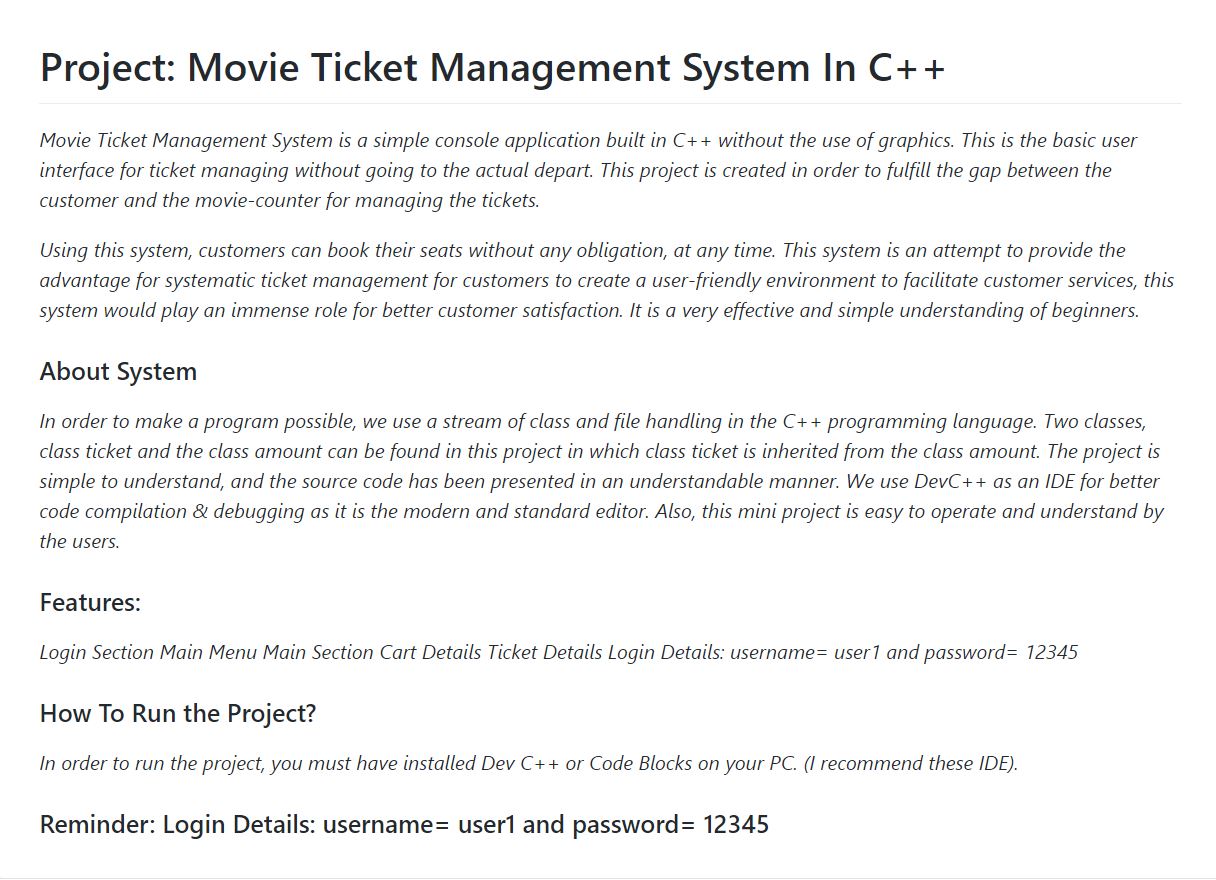 Project: Movie Ticket Management System In C++
Movie Ticket Management System is a simple console application built in C++ without the use of graphics. This is the basic user
interface for ticket managing without going to the actual depart. This project is created in order to fulfill the gap between the
customer and the movie-counter for managing the tickets.
Using this system, customers can book their seats without any obligation, at any time. This system is an attempt to provide the
advantage for systematic ticket management for customers to create a user-friendly environment to facilitate customer services, this
system would play an immense role for better customer satisfaction. It is a very effective and simple understanding of beginners.
About System
In order to make a program possible, we use a stream of class and file handling in the C++ programming language. Two classes,
class ticket and the class amount can be found in this project in which class ticket is inherited from the class amount. The project is
simple to understand, and the source code has been presented in an understandable manner. We use DevC++ as an IDE for better
code compilation & debugging as it is the modern and standard editor. Also, this mini project is easy to operate and understand by
the users.
Features:
Login Section Main Menu Main Section Cart Details Ticket Details Login Details: username= user1 and password= 12345
How To Run the Project?
In order to run the project, you must have installed Dev C++ or Code Blocks on your PC. (I recommend these IDE).
Reminder: Login Details: username= user1 and password= 12345